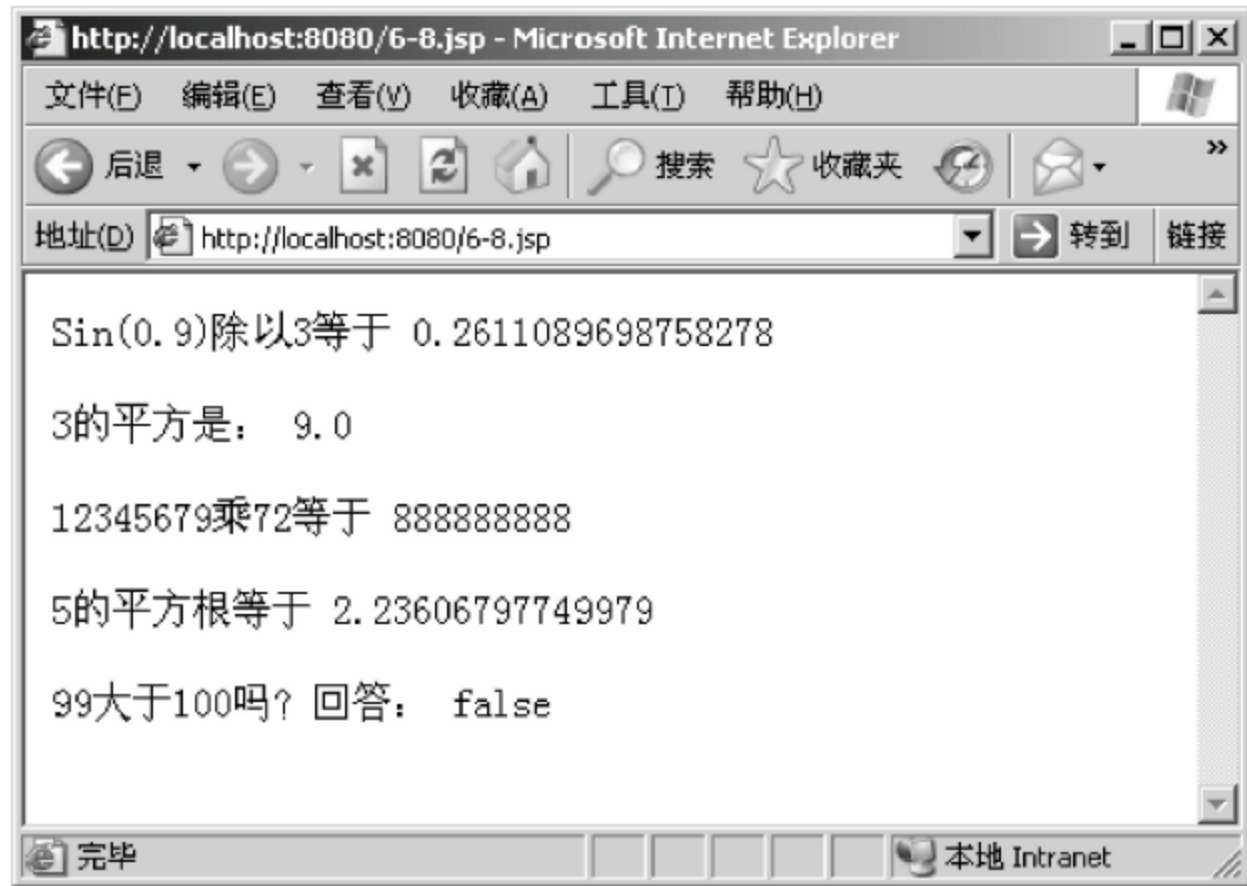 http://localhost:8080/6-8.jsp - Microsoft Internet Explorer
文件(F) 编辑(E) 查看(V) 收藏(A) 工具(T) 帮助(H)
后退 搜索 收藏夹 »
地址(D) http://localhost:8080/6-8.jsp 转到 链接
Sin(0.9)除以3等于 0.2611089698758278
3的平方是： 9.0
12345679乘72等于 888888888
5的平方根等于 2.23606797749979
99大于100吗？回答： false
完毕 本地 Intranet